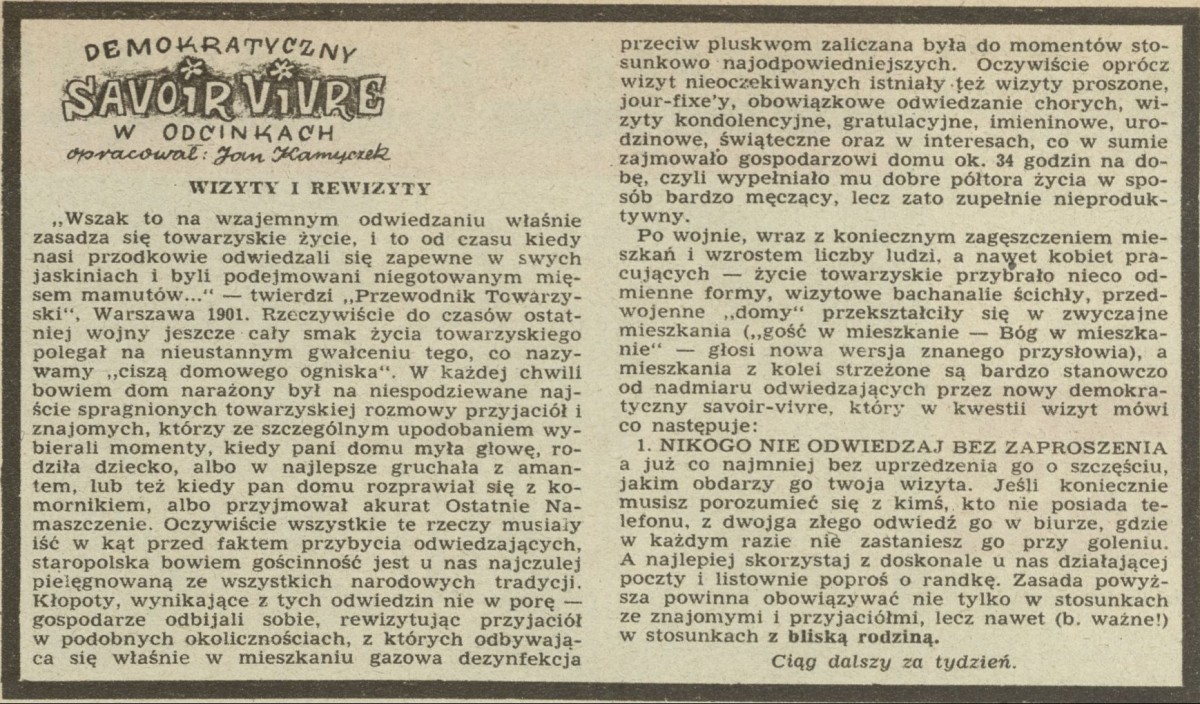 DEMOKRATYCZNY
SAVOIR VIVRE
W ODCINKACH
opracował: Jan Kamyczek
WIZYTY I REWIZYTY
„Wszak to na wzajemnym odwiedzaniu właśnie
zasadza się towarzyskie życie, i to od czasu kiedy
nasi przodkowie odwiedzali się zapewne w swych
jaskiniach i byli podejmowani niegotowanym mię-
sem mamutów...“ — twierdzi „Przewodnik Towarzy-
ski“, Warszawa 1901. Rzeczywiście do czasów ostat-
niej wojny jeszcze cały smak życia towarzyskiego
polegał na nieustannym gwałceniu tego, co nazy-
wamy „ciszą domowego ogniska“. W każdej chwili
bowiem dom narażony był na niespodziewane naj-
ście spragnionych towarzyskiej rozmowy przyjaciół i
znajomych, którzy ze szczególnym upodobaniem wy-
bierali momenty, kiedy pani domu myła głowę, ro-
dziła dziecko, albo w najlepsze gruchała z aman-
tem, lub też kiedy pan domu rozprawiał się z ko-
mornikiem, albo przyjmował akurat Ostatnie Na-
maszczenie. Oczywiście wszystkie te rzeczy musiały
iść w kąt przed faktem przybycia odwiedzających,
staropolska bowiem gościnność jest u nas najczulej
pielęgnowaną ze wszystkich narodowych tradycji.
Kłopoty, wynikające z tych odwiedzin nie w porę —
gospodarze odbijali sobie, rewizytując przyjaciół
w podobnych okolicznościach, z których odbywają-
ca się właśnie w mieszkaniu gazowa dezynfekcja
przeciw pluskwom zaliczana była do momentów sto-
sunkowo najodpowiedniejszych. Oczywiście oprócz
wizyt nieoczekiwanych istniały też wizyty proszone,
jour-fixe'y, obowiązkowe odwiedzanie chorych, wi-
zyty kondolencyjne, gratulacyjne, imieninowe, uro-
dzinowe, świąteczne oraz w interesach, co w sumie
zajmowało gospodarzowi domu ok. 34 godzin na do-
bę, czyli wypełniało mu dobre półtora życia w spo-
sób bardzo męczący, lecz zato zupełnie nieproduk-
tywny.
Po wojnie, wraz z koniecznym zagęszczeniem mie-
szkań i wzrostem liczby ludzi, a nawet kobiet pra-
cujących — życie towarzyskie przybrało nieco od-
mienne formy, wizytowe bachanalie ścichły, przed-
wojenne „domy“ przekształciły się w zwyczajne
mieszkania („gość w mieszkanie — Bóg w mieszka-
nie“ — głosi nowa wersja znanego przysłowia), a
mieszkania z kolei strzeżone są bardzo stanowczo
od nadmiaru odwiedzających przez nowy demokra-
tyczny savoir-vivre, który w kwestii wizyt mówi
co następuje:
1. NIKOGO NIE ODWIEDZAJ BEZ ZAPROSZENIA
a już co najmniej bez uprzedzenia go o szczęściu,
jakim obdarzy go twoja wizyta. Jeśli koniecznie
musisz porozumieć się z kimś, kto nie posiada te-
lefonu, z dwojga złego odwiedź go w biurze, gdzie
w każdym razie nie zastaniesz go przy goleniu.
A najlepiej skorzystaj z doskonale u nas działającej
poczty i listownie poproś o randkę. Zasada powyż-
sza powinna obowiązywać nie tylko w stosunkach
ze znajomymi i przyjaciółmi, lecz nawet (b. ważne!)
w stosunkach z bliską rodziną.
Ciąg dalszy za tydzień.